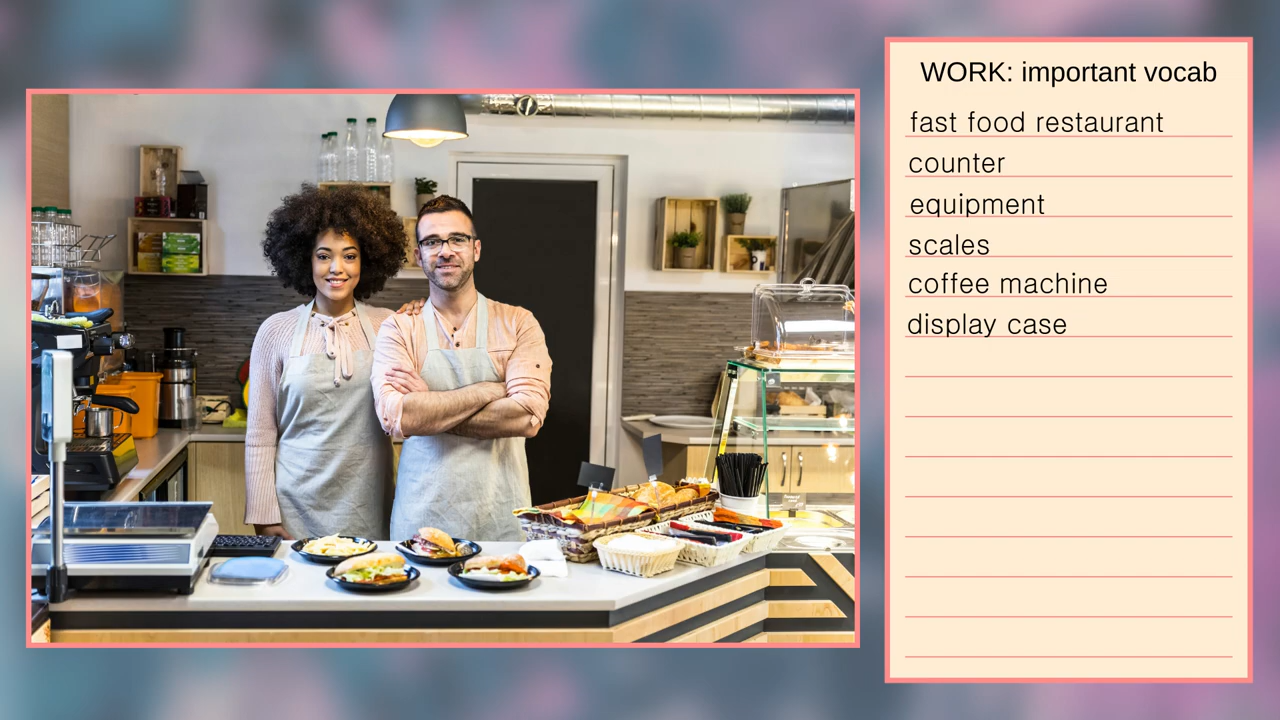 WORK: important vocab
fast food restaurant
counter
equipment
scales
coffee machine
display case